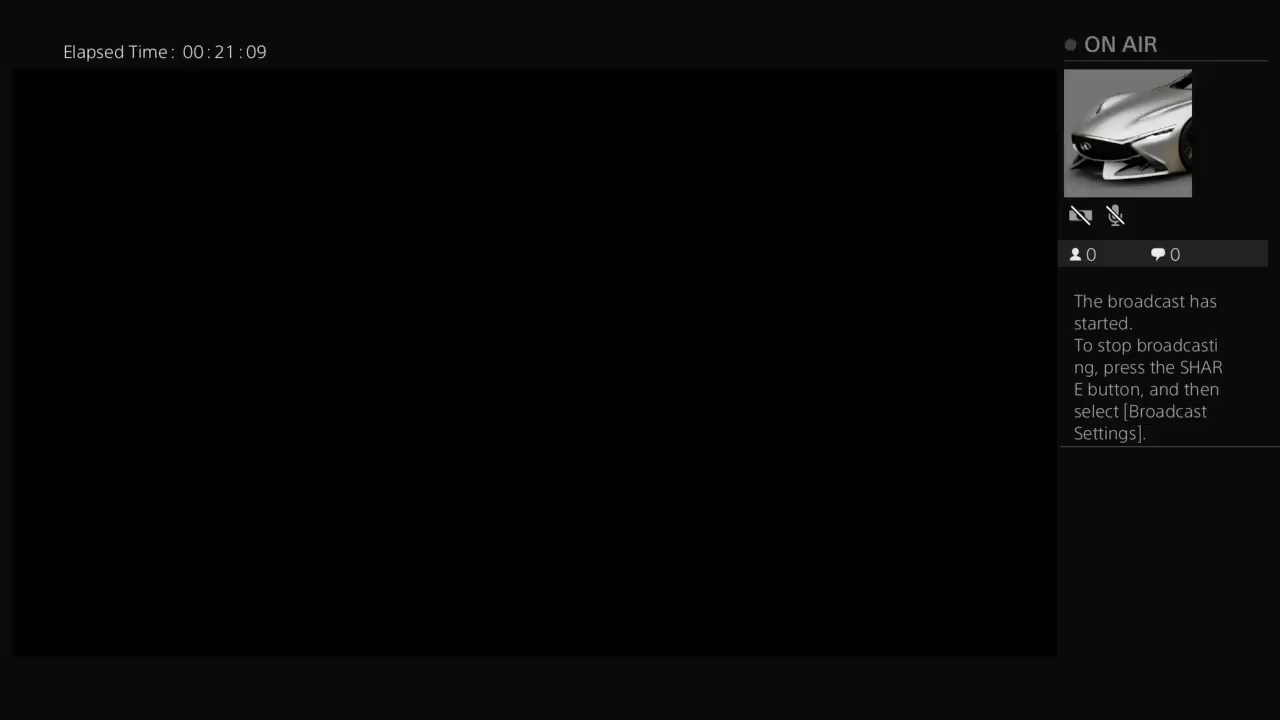 Elapsed Time: 00:21:09
ON AIR
0 0
The broadcast has
started.
To stop broadcasti
ng, press the SHAR
E button, and then
select [Broadcast
Settings].